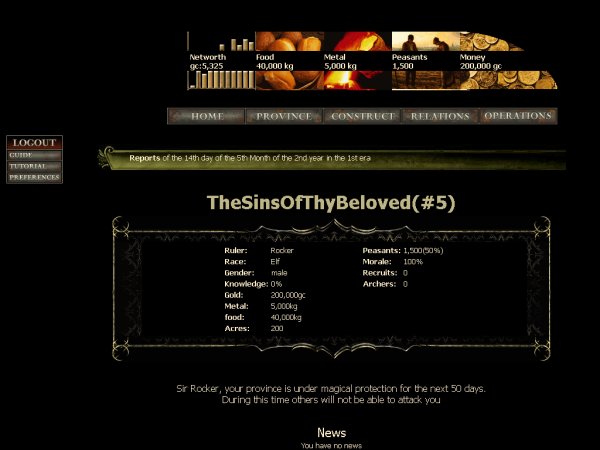 Networth Food Metal Peasants Money
gc:5,325 40,000 kg 5,000 kg 1,500 200,000 gc
HOME PROVINCE CONSTRUCT RELATIONS OPERATIONS
LOGOUT
GUIDE
TUTORIAL
PREFERENCES
Reports of the 14th day of the 5th Month of the 2nd year in the 1st era
TheSinsOfThyBeloved(#5)
Ruler: Rocker Peasants: 1,500(50%)
Race: Elf Morale: 100%
Gender: male Recruits: 0
Knowledge: 0% Archers: 0
Gold: 200,000gc
Metal: 5,000kg
food: 40,000kg
Acres: 200
Sir Rocker, your province is under magical protection for the next 50 days.
During this time others will not be able to attack you
News
You have no news